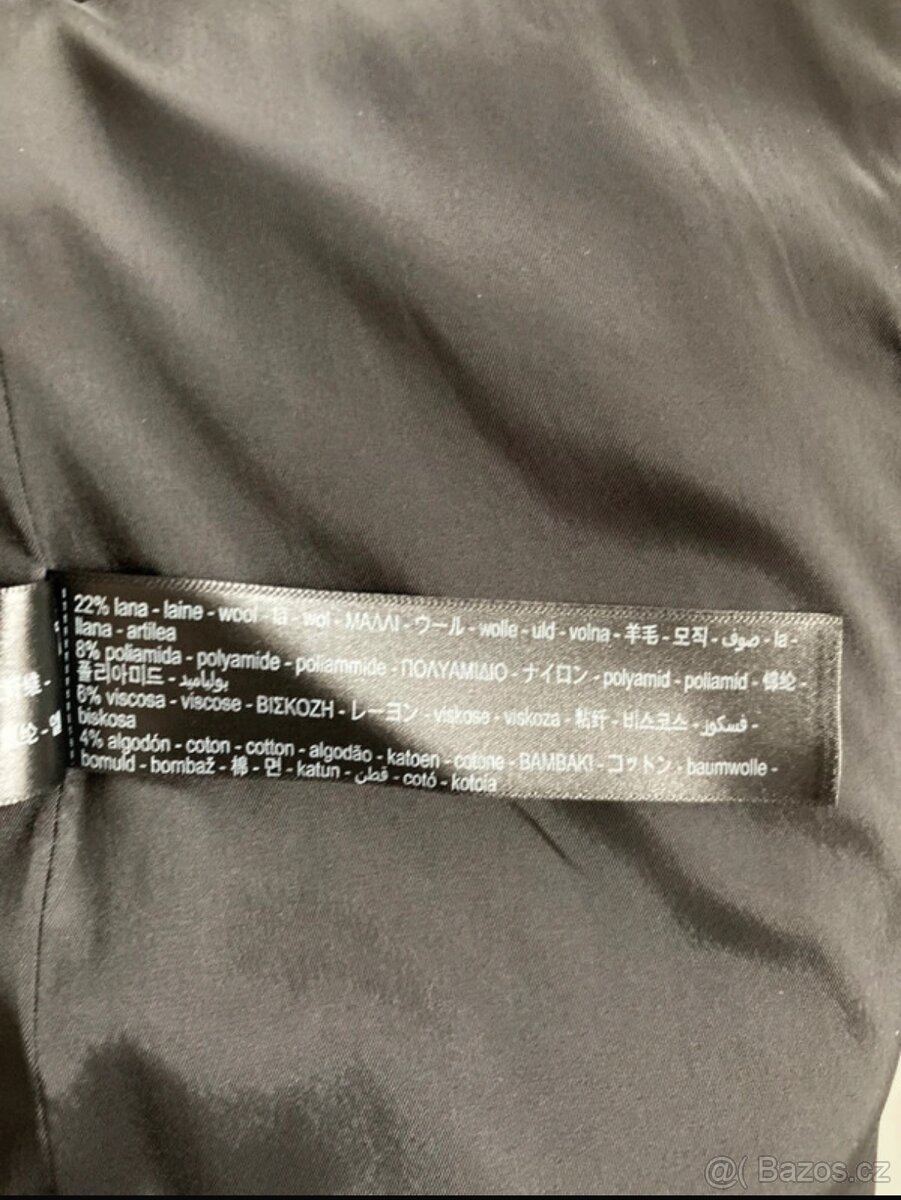 22% lana - laine - wool - lã - wol - ΜΑΛΛΙ - ウール - wolle - uld - volna - 羊毛 - 모직 - صوف - la -
llana - artilea
8% poliamida - polyamide - poliammide - ΠΟΛΥΑΜΙΔΙΟ - ナイロン - polyamid - poliamid - 锦纶 -
폴리아미드 - بولياميد
6% viscosa - viscose - ΒΙΣΚΟΖΗ - レーヨン - viskose - viskoza - 粘纤 - 비스코스 - فسكوز -
biskosa
4% algodón - coton - cotton - algodão - katoen - cotone - BAMBAKI - コットン - baumwolle -
bomuld - bombaž - 棉 - 면 - katun - قطن - cotó - kotoia
@( Bazos.cz